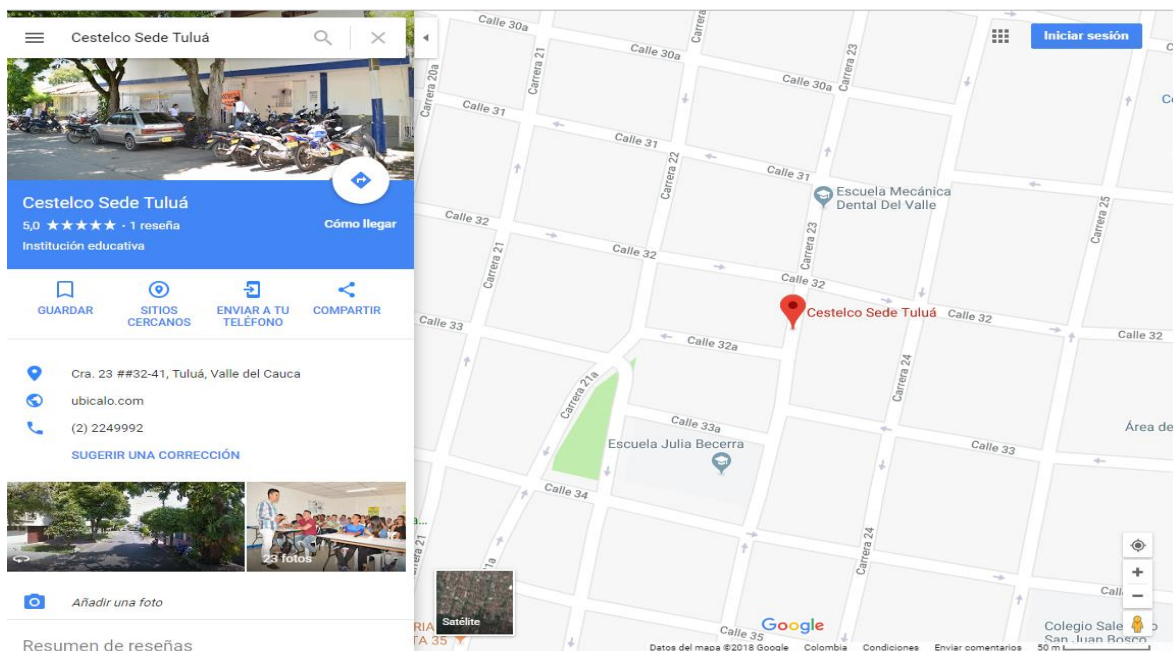 Cestelco Sede Tuluá
Cestelco Sede Tuluá
5,0 ★★★★★ · 1 reseña
Institución educativa
Cómo llegar
GUARDAR
SITIOS
CERCANOS
ENVIAR A TU
TELÉFONO
COMPARTIR
Cra. 23 ##32-41, Tuluá, Valle del Cauca
ubicalo.com
(2) 2249992
SUGERIR UNA CORRECCIÓN
23 fotos
Añadir una foto
Resumen de reseñas
Iniciar sesión
Calle 30a
Calle 30a
Calle 30a
Carrera 20a
Carrera 21
Carrera
Carrera 23
Calle 31
Calle 31
Calle 31
Carrera 22
Escuela Mecánica
Dental Del Valle
Carrera 25
Calle 32
Calle 32
Carrera 21
Carrera 23
Calle 32
Cestelco Sede Tuluá
Calle 32
Calle 32
Calle 33
Calle 32a
Carrera 24
Carrera 21a
Calle 33a
Escuela Julia Becerra
Área de
Calle 33
Calle 34
Carrera 24
Satélite
TA 35
Calle 35
Google
Colegio Sale
San Juan Bosco
Datos del mapa ©2018 Google
Colombia
Condiciones
Enviar comentarios
50 m